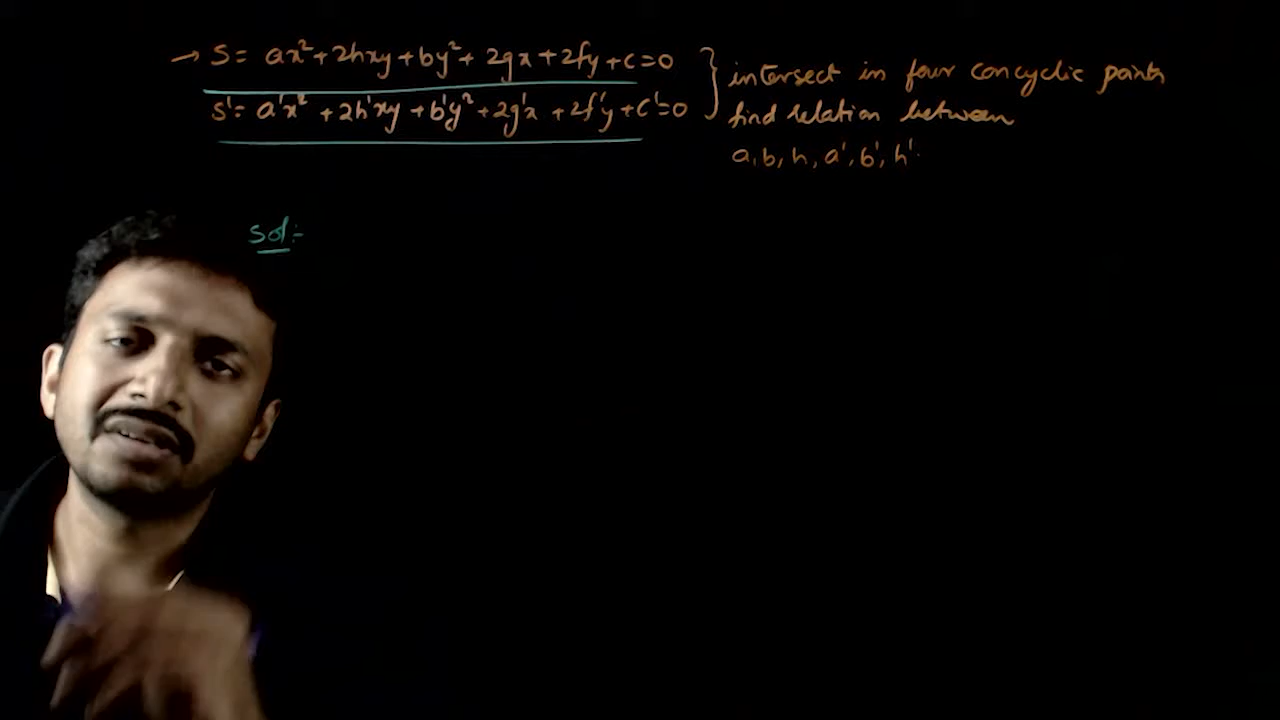 → S = ax²+2hxy+by²+2gx+2fy+c=0
S' = a'x²+2h'xy+b'y²+2g'x+2f'y+c'=0
} intersect in four concyclic points
find relation between
a, b, h, a', b', h'.
Sol:-